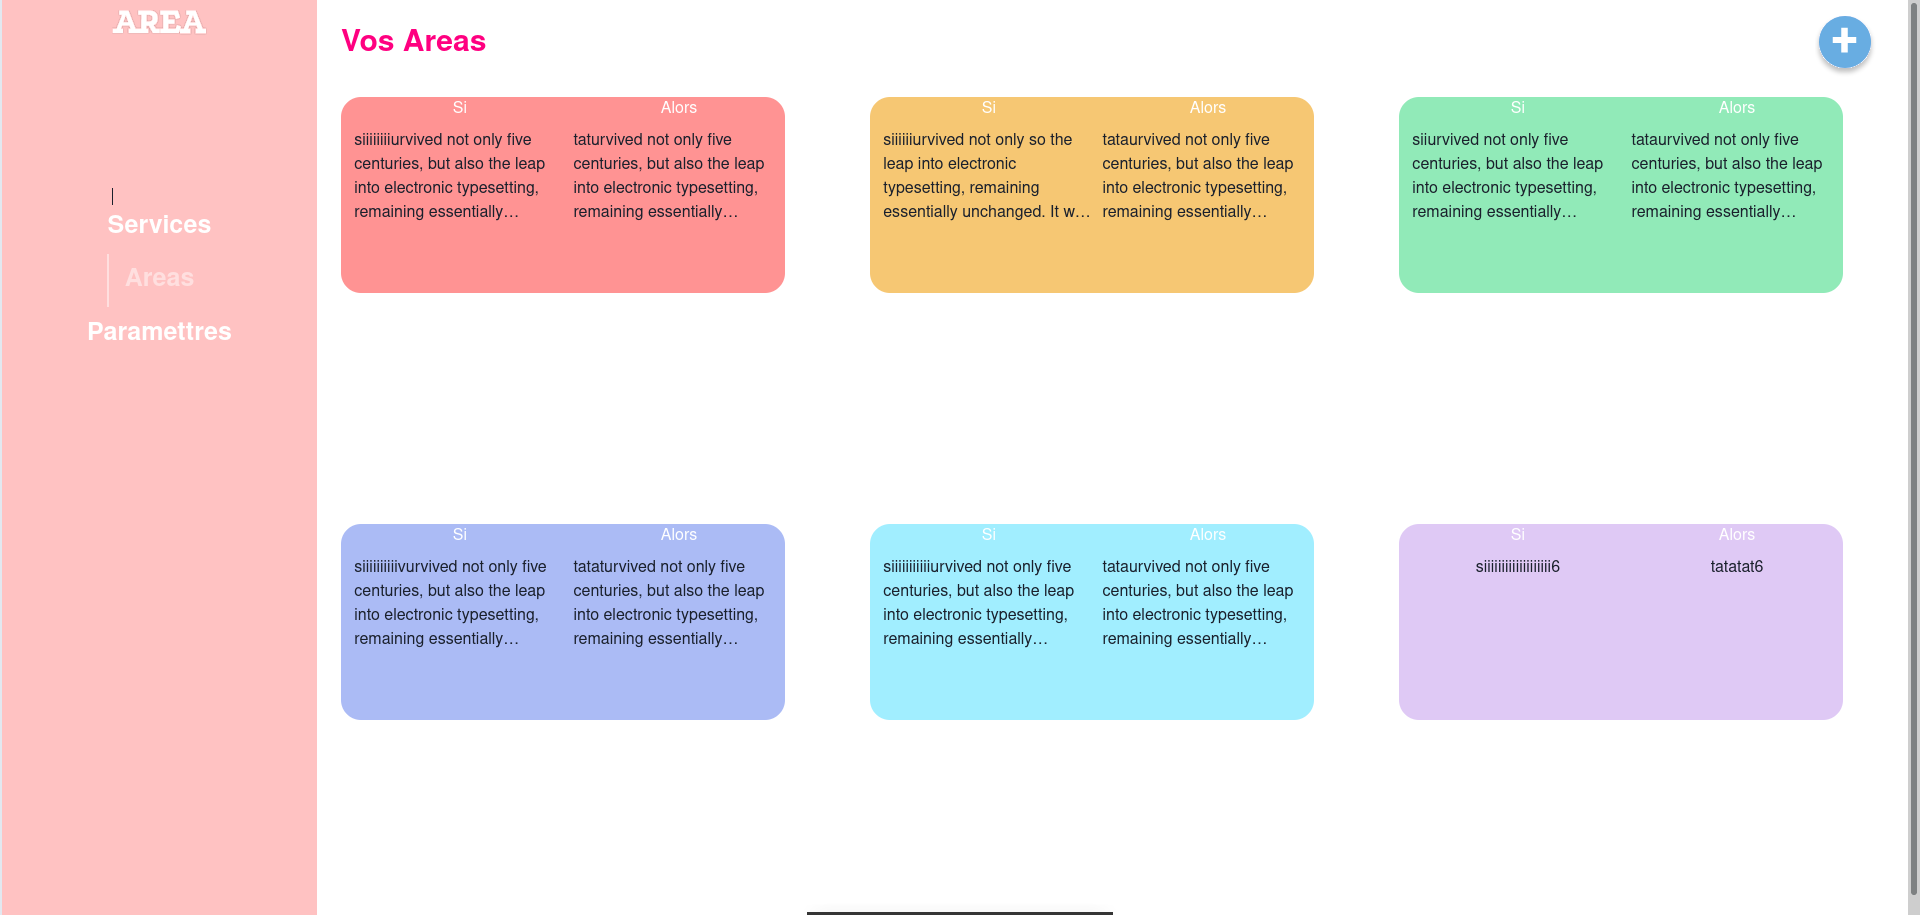 AREA
Services
Areas
Paramettres
Vos Areas
Si
siiiiiiiiurvived not only five
centuries, but also the leap
into electronic typesetting,
remaining essentially…
Alors
taturvived not only five
centuries, but also the leap
into electronic typesetting,
remaining essentially…
Si
siiiiiiurvived not only so the
leap into electronic
typesetting, remaining
essentially unchanged. It w…
Alors
tataurvived not only five
centuries, but also the leap
into electronic typesetting,
remaining essentially…
Si
siiurvived not only five
centuries, but also the leap
into electronic typesetting,
remaining essentially…
Alors
tataurvived not only five
centuries, but also the leap
into electronic typesetting,
remaining essentially…
Si
siiiiiiiiiivurvived not only five
centuries, but also the leap
into electronic typesetting,
remaining essentially…
Alors
tataturvived not only five
centuries, but also the leap
into electronic typesetting,
remaining essentially…
Si
siiiiiiiiiiiurvived not only five
centuries, but also the leap
into electronic typesetting,
remaining essentially…
Alors
tataurvived not only five
centuries, but also the leap
into electronic typesetting,
remaining essentially…
Si
siiiiiiiiiiiiiiiiii6
Alors
tatatat6